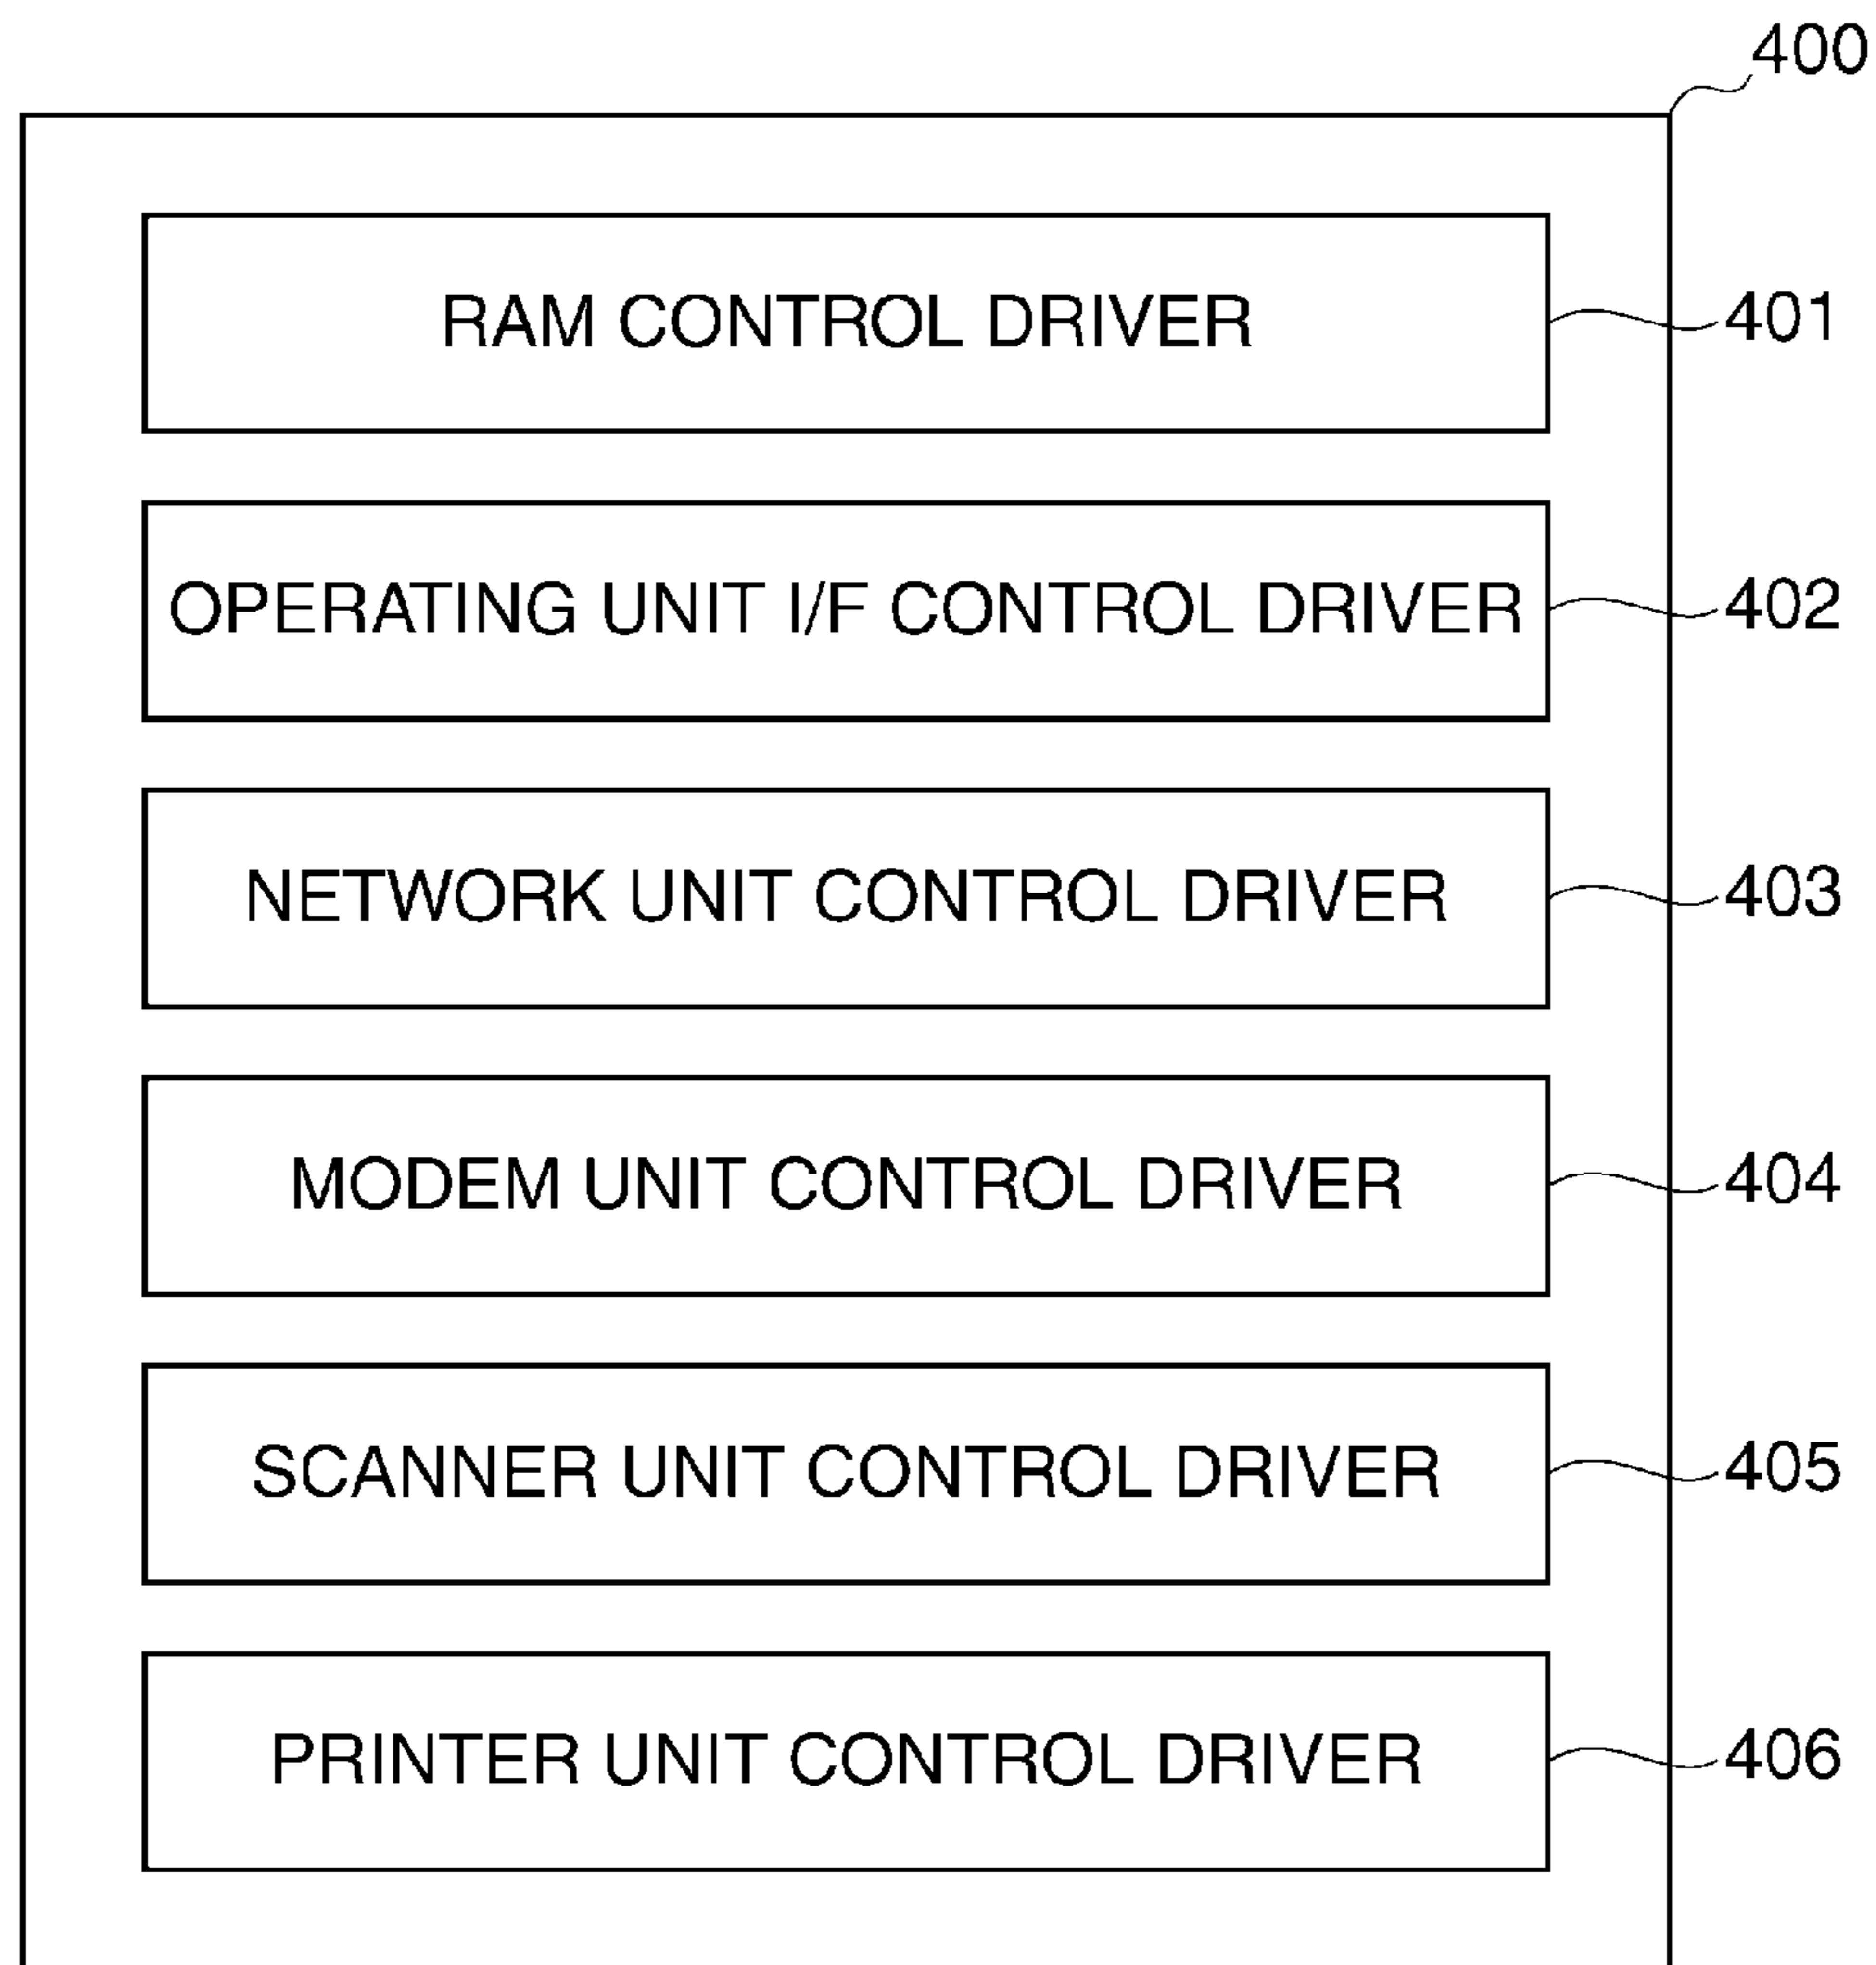 400
RAM CONTROL DRIVER 401
OPERATING UNIT I/F CONTROL DRIVER 402
NETWORK UNIT CONTROL DRIVER 403
MODEM UNIT CONTROL DRIVER 404
SCANNER UNIT CONTROL DRIVER 405
PRINTER UNIT CONTROL DRIVER 406